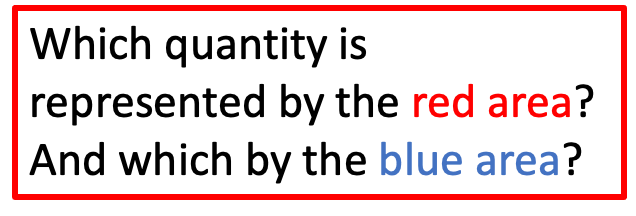 Which quantity is
represented by the red area?
And which by the blue area?